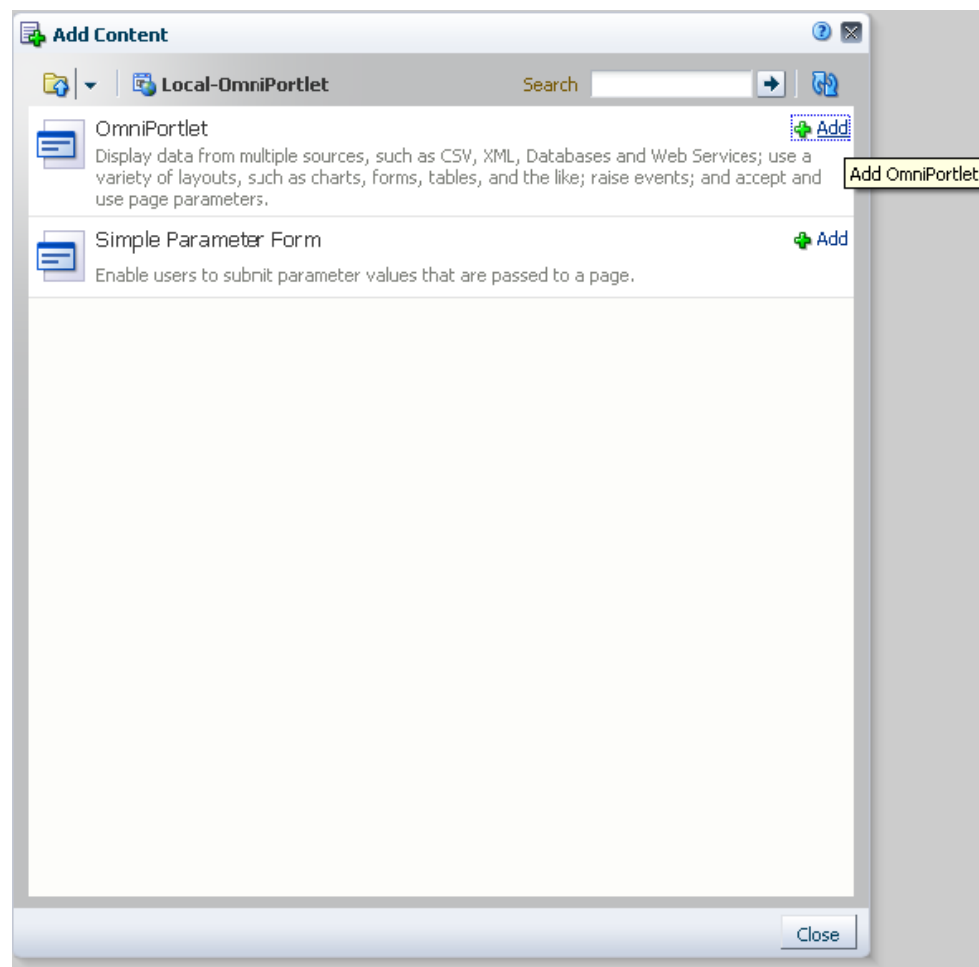 Add Content
Local-OmniPortlet
Search
OmniPortlet
Add
Display data from multiple sources, such as CSV, XML, Databases and Web Services; use a
variety of layouts, such as charts, forms, tables, and the like; raise events; and accept and
use page parameters.
Add OmniPortlet
Simple Parameter Form
Add
Enable users to submit parameter values that are passed to a page.
Close